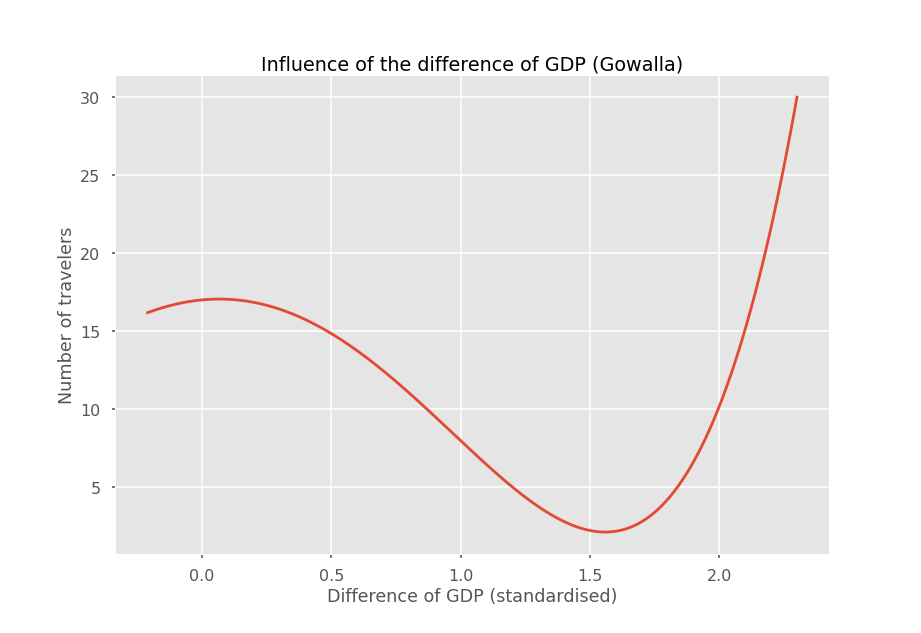 Influence of the difference of GDP (Gowalla)
30
25
20
15
10
5
Number of travelers
0.0 0.5 1.0 1.5 2.0
Difference of GDP (standardised)